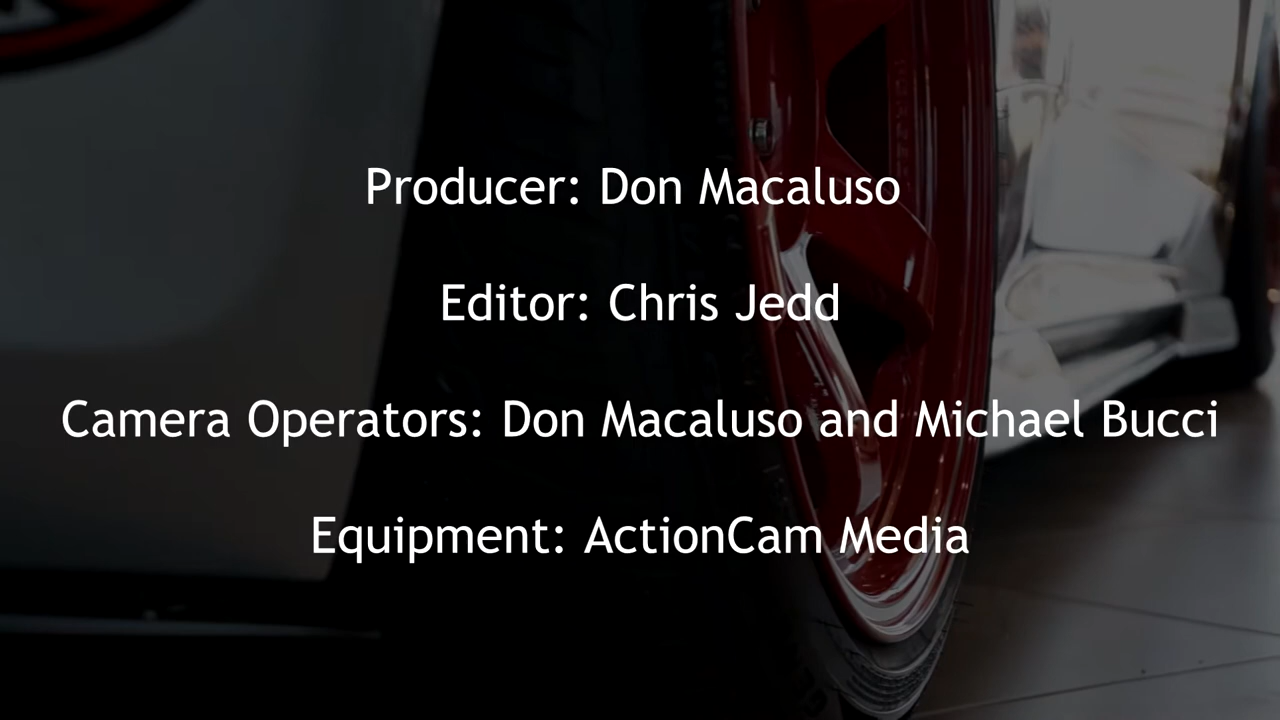 Producer: Don Macaluso
Editor: Chris Jedd
Camera Operators: Don Macaluso and Michael Bucci
Equipment: ActionCam Media